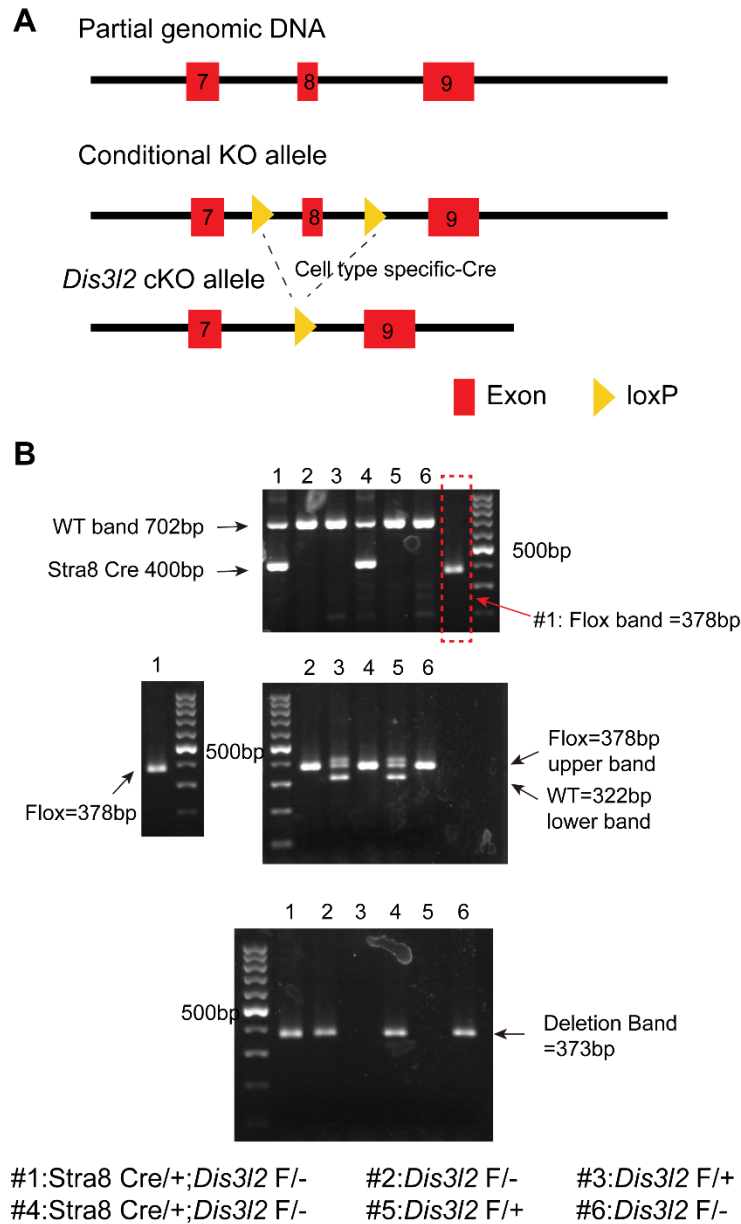 A
Partial genomic DNA
7 8 9
Conditional KO allele
7 8 9
Dis3l2 cKO allele
Cell type specific-Cre
7 9
Exon loxP
B
1 2 3 4 5 6
WT band 702bp
500bp
Stra8 Cre 400bp
#1: Flox band =378bp
1
2 3 4 5 6
500bp
Flox=378bp
upper band
Flox=378bp
WT=322bp
lower band
1 2 3 4 5 6
500bp
Deletion Band
=373bp
#1:Stra8 Cre/+;Dis3l2 F/- #2:Dis3l2 F/- #3:Dis3l2 F/+
#4:Stra8 Cre/+;Dis3l2 F/- #5:Dis3l2 F/+ #6:Dis3l2 F/-